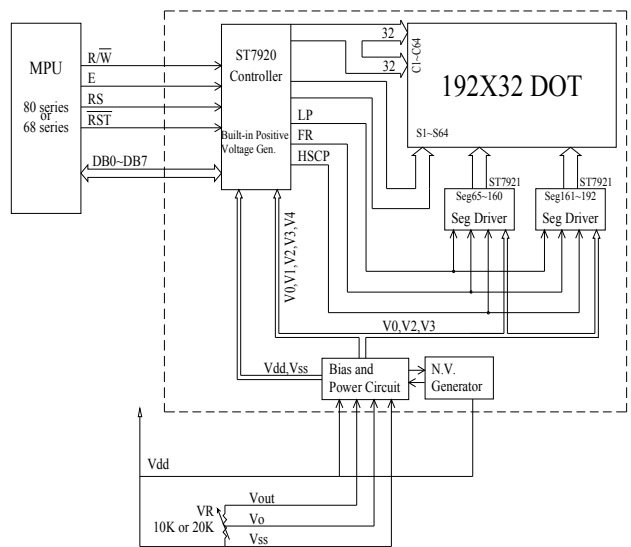 MPU
80 series
or
68 series
R/W
E
RS
RST
DB0~DB7
ST7920
Controller
Built-in Positive
Voltage Gen.
32
32
C1~C64
192X32 DOT
S1~S64
LP
FR
HSCP
ST7921
Seg65~160
Seg Driver
ST7921
Seg161~192
Seg Driver
V0,V1,V2,V3,V4
V0,V2,V3
Vdd,Vss
Bias and
Power Circuit
N.V.
Generator
Vdd
Vout
VR
10K or 20K
Vo
Vss